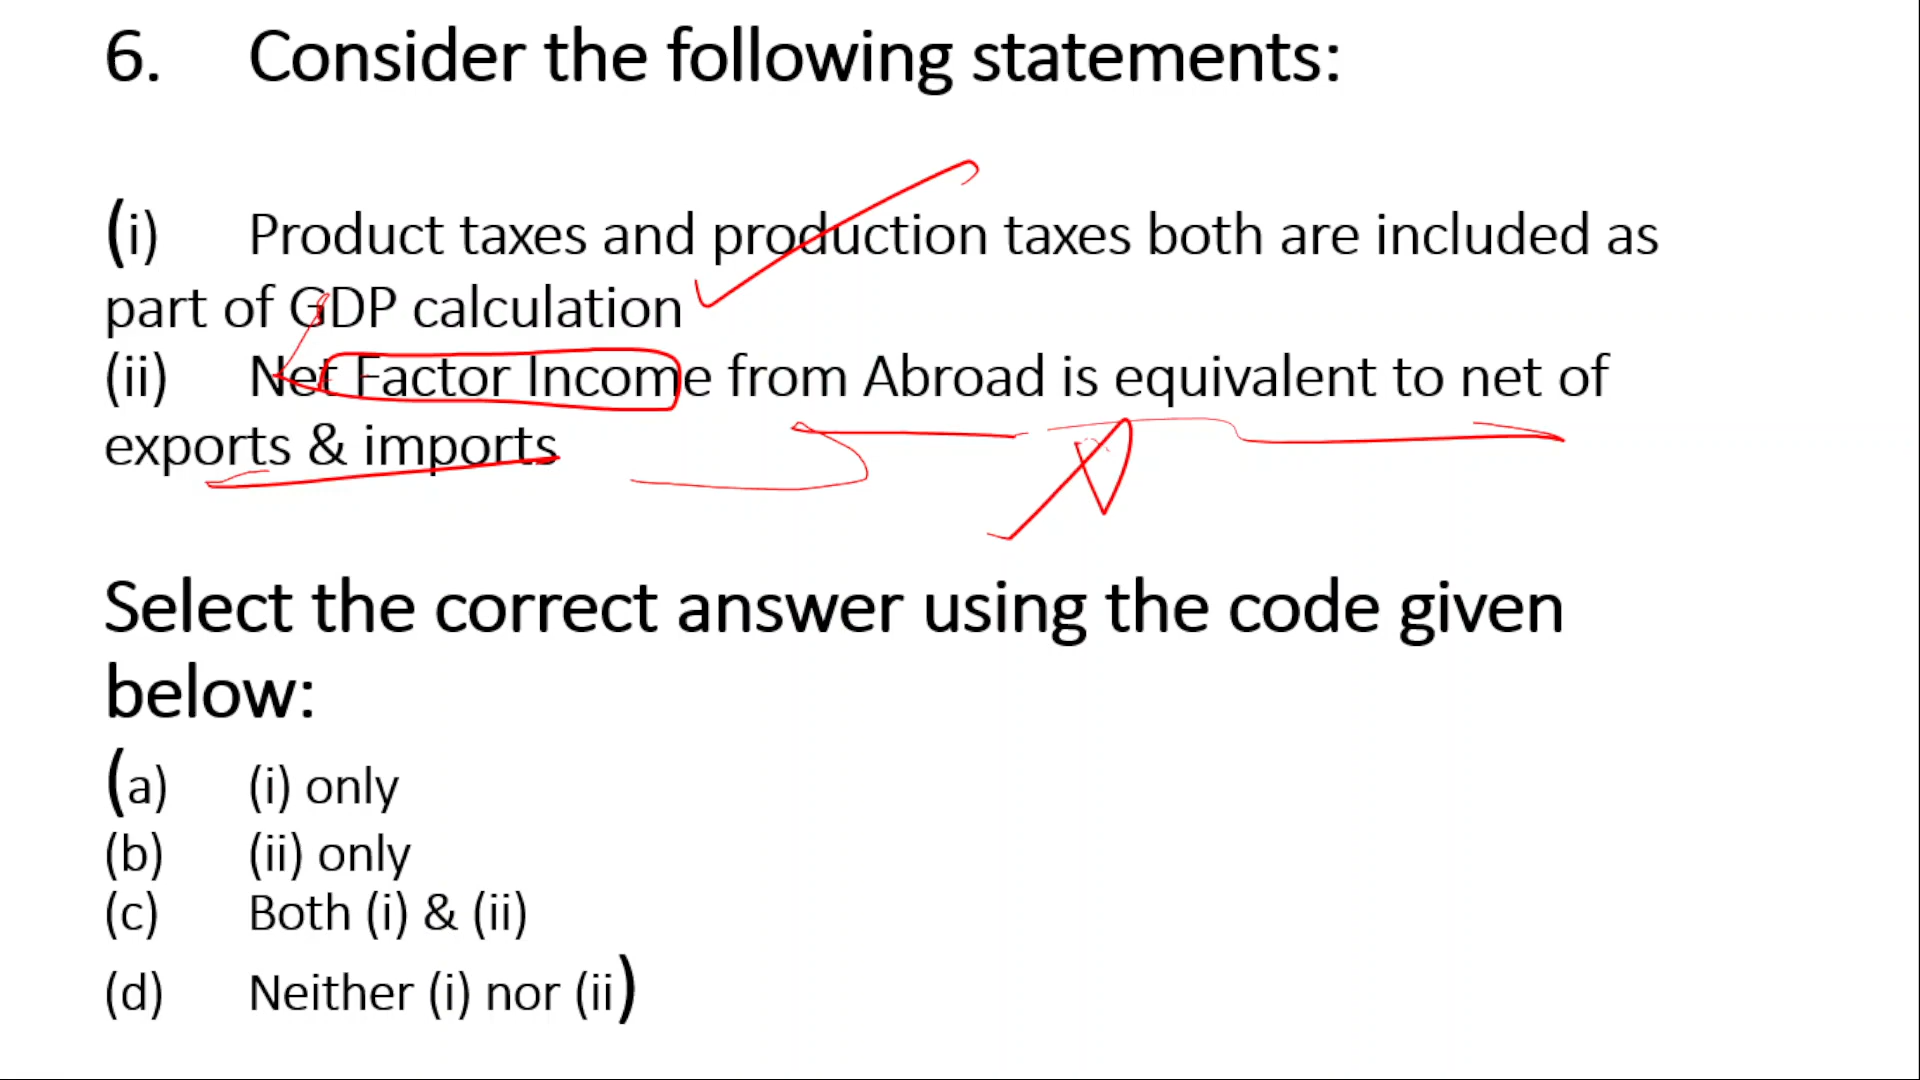 6. Consider the following statements:
(i) Product taxes and production taxes both are included as
part of GDP calculation
(ii) Net Factor Income from Abroad is equivalent to net of
exports & imports
Select the correct answer using the code given
below:
(a) (i) only
(b) (ii) only
(c) Both (i) & (ii)
(d) Neither (i) nor (ii)